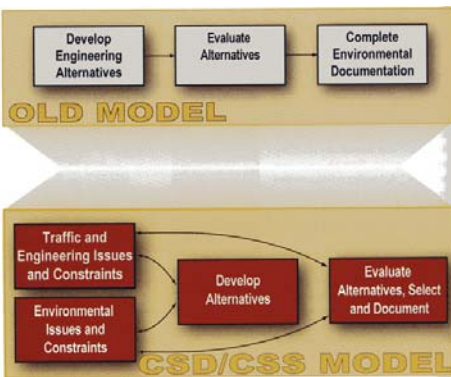 Develop
Engineering
Alternatives
Evaluate
Alternatives
Complete
Environmental
Documentation
OLD MODEL
Traffic and
Engineering Issues
and Constraints
Develop
Alternatives
Evaluate
Alternatives, Select
and Document
Environmental
Issues and
Constraints
CSD/CSS MODEL